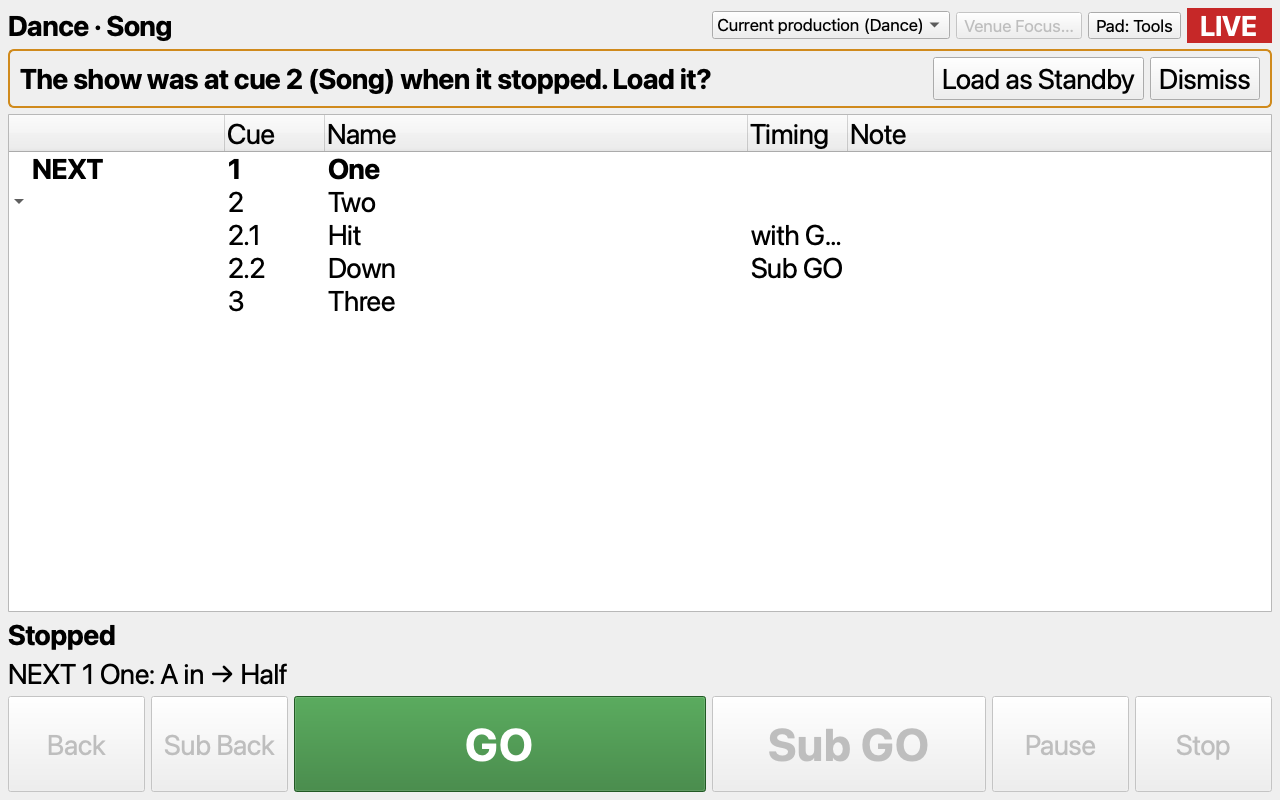 Dance · Song
Current production (Dance)
Venue Focus...
Pad: Tools
LIVE
The show was at cue 2 (Song) when it stopped. Load it?
Load as Standby
Dismiss
Cue Name Timing Note
NEXT 1 One
2 Two
2.1 Hit with G...
2.2 Down Sub GO
3 Three
Stopped
NEXT 1 One: A in → Half
Back
Sub Back
GO
Sub GO
Pause
Stop